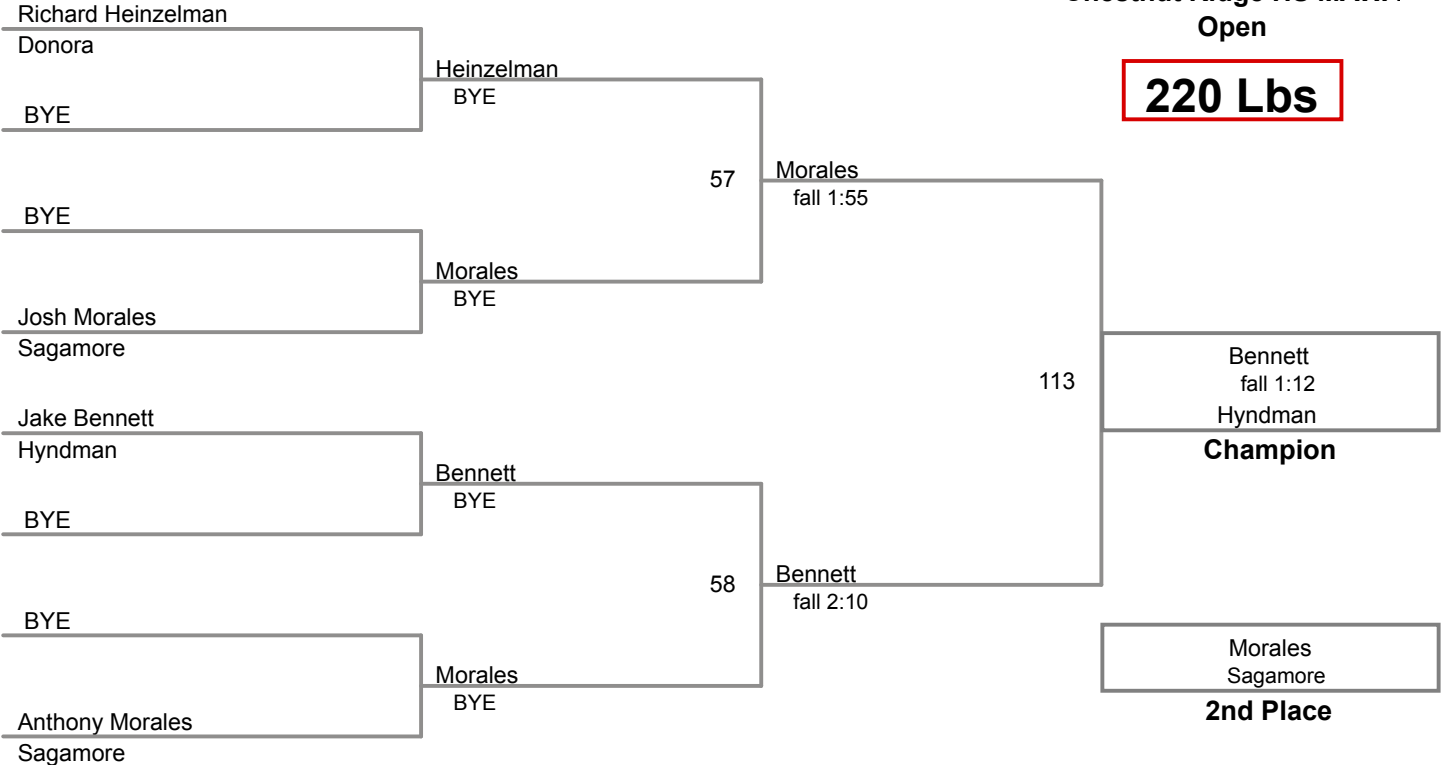 Richard Heinzelman
Donora
BYE
BYE
Josh Morales
Sagamore
Jake Bennett
Hyndman
BYE
BYE
Anthony Morales
Sagamore
Heinzelman
BYE
Morales
BYE
Bennett
BYE
Morales
BYE
57
58
Morales
fall 1:55
Bennett
fall 2:10
113
Open
220 Lbs
Bennett
fall 1:12
Hyndman
Champion
Morales
Sagamore
2nd Place